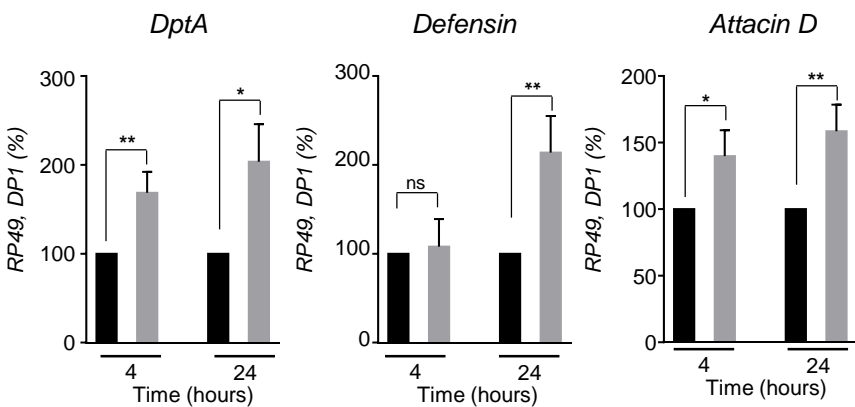 DptA
300
200
100
0
RP49, DP1 (%)
**
*
4
24
Time (hours)
Defensin
300
200
100
0
RP49, DP1 (%)
ns
**
4
24
Time (hours)
Attacin D
200
150
100
50
0
RP49, DP1 (%)
*
**
4
24
Time (hours)